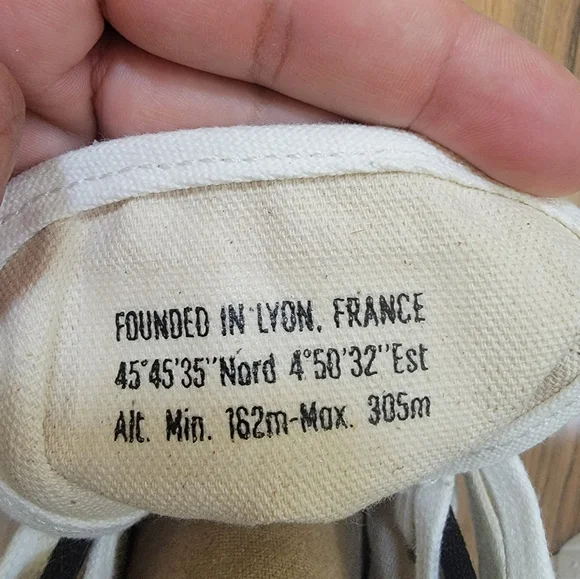 FOUNDED IN LYON, FRANCE
45°45'35"Nord 4°50'32"Est
Alt. Min. 162m-Max. 305m